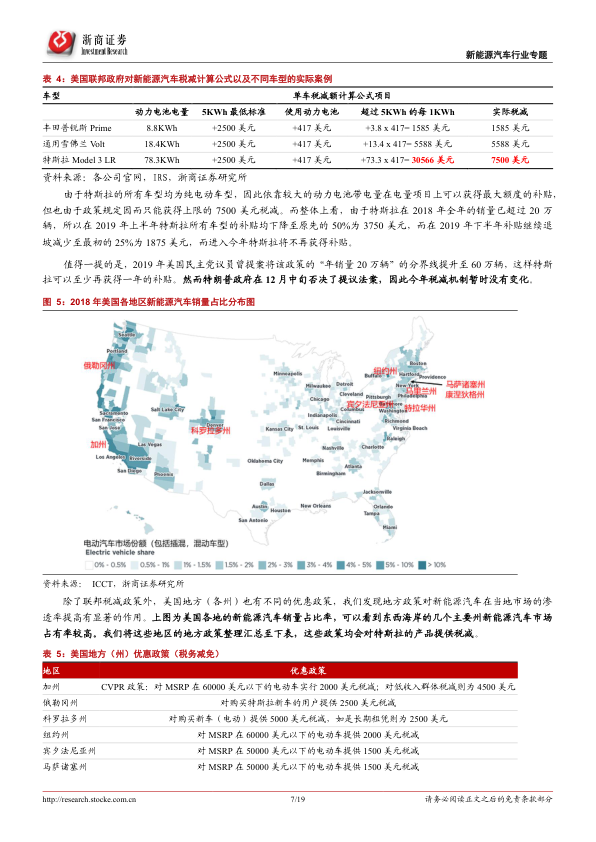 浙商证券
Investment Research
新能源汽车行业专题
表 4：美国联邦政府对新能源汽车税减计算公式以及不同车型的实际案例
车型 单车税减额计算公式项目
动力电池电量 5KWh 最低标准 使用动力电池 超过 5KWh 的每 1KWh 实际税减
丰田普锐斯 Prime 8.8KWh +2500 美元 +417 美元 +3.8 x 417= 1585 美元 1585 美元
通用雪佛兰 Volt 18.4KWh +2500 美元 +417 美元 +13.4 x 417= 5588 美元 5588 美元
特斯拉 Model 3 LR 78.3KWh +2500 美元 +417 美元 +73.3 x 417= 30566 美元 7500 美元
资料来源：各公司官网，IRS，浙商证券研究所
由于特斯拉的所有车型均为纯电动车型，因此依靠较大的动力电池带电量在电量项目上可以获得最大额度的补贴，
但也由于政策规定因而只能获得上限的 7500 美元税减。而整体上看，由于特斯拉在 2018 年全年的销量已超过 20 万
辆，所以在 2019 年上半年特斯拉所有车型的补贴均下降至原先的 50%为 3750 美元，而在 2019 年下半年补贴继续退
坡减少至最初的 25%为 1875 美元，而进入今年特斯拉将不再获得补贴。
值得一提的是，2019 年美国民主党议员曾提案将该政策的“年销量 20 万辆”的分界线提升至 60 万辆，这样特斯
拉可以至少再获得一年的补贴。然而特朗普政府在 12 月中旬否决了提议法案，因此今年税减机制暂时没有变化。
图 5：2018 年美国各地区新能源汽车销量占比分布图
Seattle
Portland
俄勒冈州
Boston
Minneapolis
纽约州
Buffalo
Hartford
Providence
Milwaukee
Detroit
New York
马萨诸塞州
Cleveland
Pittsburgh
马里兰州
Philadelphia
康涅狄格州
Chicago
Salt Lake City
宾夕法尼亚州
Columbus
Washington
特拉华州
Sacramento
San Francisco
Denver
Indianapolis
Cincinnati
Richmond
San Jose
科罗拉多州
Kansas City
St. Louis
Louisville
Virginia Beach
加州
Las Vegas
Raleigh
Nashville
Charlotte
Los Angeles
Riverside
Oklahoma City
Memphis
San Diego
Phoenix
Atlanta
Birmingham
Dallas
Jacksonville
Austin
Houston
New Orleans
Orlando
San Antonio
Tampa
Miami
电动汽车市场份额（包括插混，混动车型）
Electric vehicle share
0% - 0.5% 0.5% - 1% 1% - 1.5% 1.5% - 2% 2% - 3% 3% - 4% 4% - 5% 5% - 10% > 10%
资料来源： ICCT，浙商证券研究所
除了联邦税减政策外，美国地方（各州）也有不同的优惠政策，我们发现地方政策对新能源汽车在当地市场的渗
透率提高有显著的作用。上图为美国各地的新能源汽车销量占比率，可以看到东西海岸的几个主要州新能源汽车市场
占有率较高。我们将这些地区的地方政策整理汇总至下表，这些政策均会对特斯拉的产品提供税减。
表 5：美国地方（州）优惠政策（税务减免）
地区 优惠政策
加州 CVPR 政策：对 MSRP 在 60000 美元以下的电动车实行 2000 美元税减；对低收入群体税减则为 4500 美元
俄勒冈州 对购买特斯拉新车的用户提供 2500 美元税减
科罗拉多州 对购买新车（电动）提供 5000 美元税减，如是长期租赁则为 2500 美元
纽约州 对 MSRP 在 60000 美元以下的电动车提供 2000 美元税减
宾夕法尼亚州 对 MSRP 在 50000 美元以下的电动车提供 1500 美元税减
马萨诸塞州 对 MSRP 在 50000 美元以下的电动车提供 1500 美元税减
http://research.stocke.com.cn 7/19 请务必阅读正文之后的免责条款部分